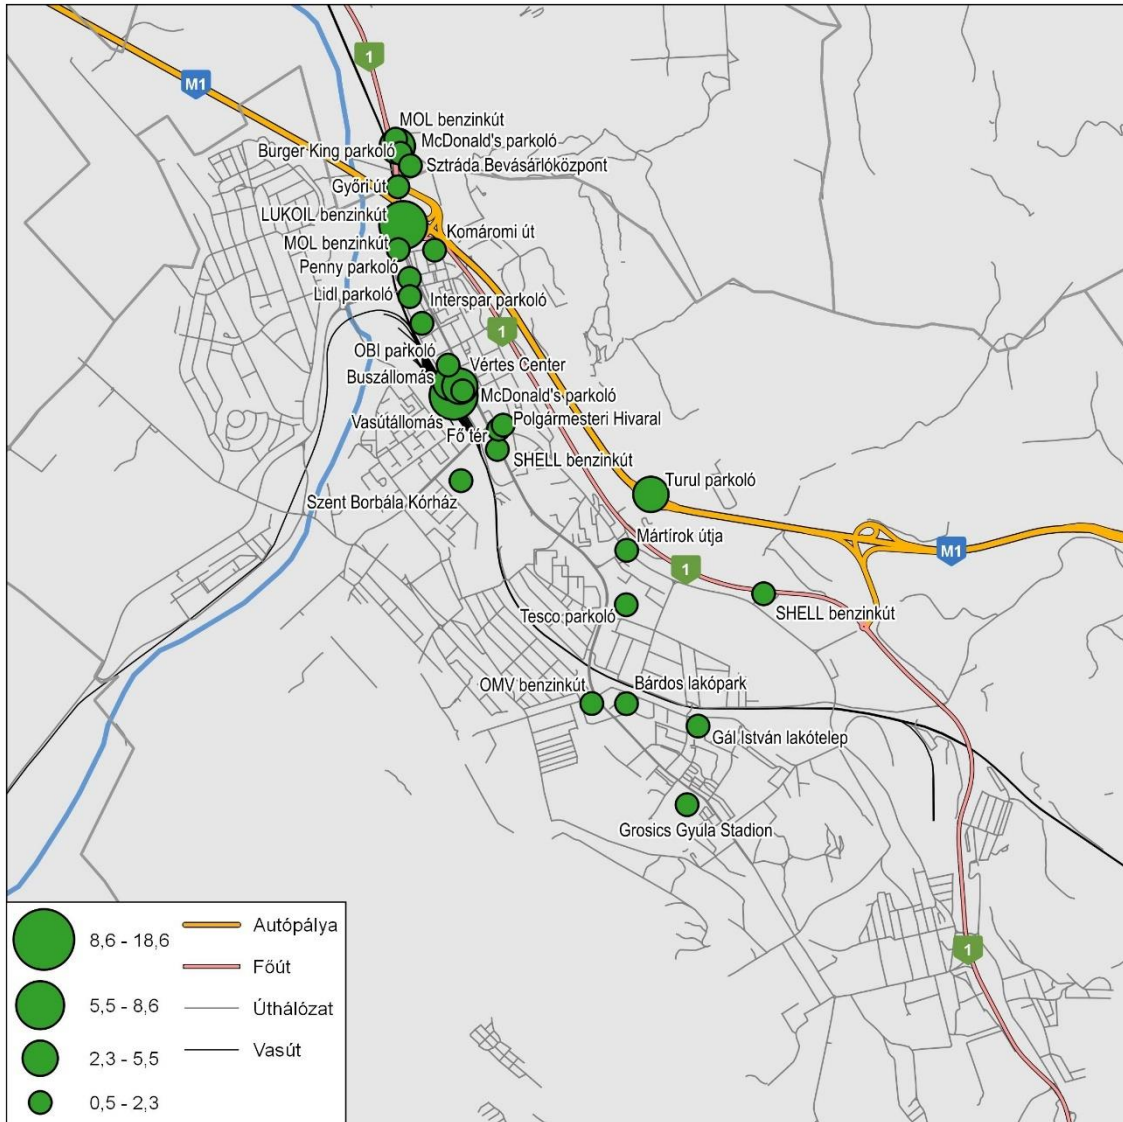 1
M1
MOL benzinkút
McDonald's parkoló
Burger King parkoló
Sztráda Bevásárlóközpont
Győri út
LUKOIL benzinkút
Komáromi út
MOL benzinkút
Penny parkoló
Lidl parkoló
Interspar parkoló
1
OBI parkoló
Vértes Center
Buszállomás
McDonald's parkoló
Vasútállomás
Polgármesteri Hivaral
Fő tér
SHELL benzinkút
Turul parkoló
Szent Borbála Kórház
Mártírok útja
M1
1
Tesco parkoló
SHELL benzinkút
OMV benzinkút
Bárdos lakópark
Gál István lakótelep
Grosics Gyula Stadion
1
8,6 - 18,6
5,5 - 8,6
2,3 - 5,5
0,5 - 2,3
Autópálya
Főút
Úthálózat
Vasút